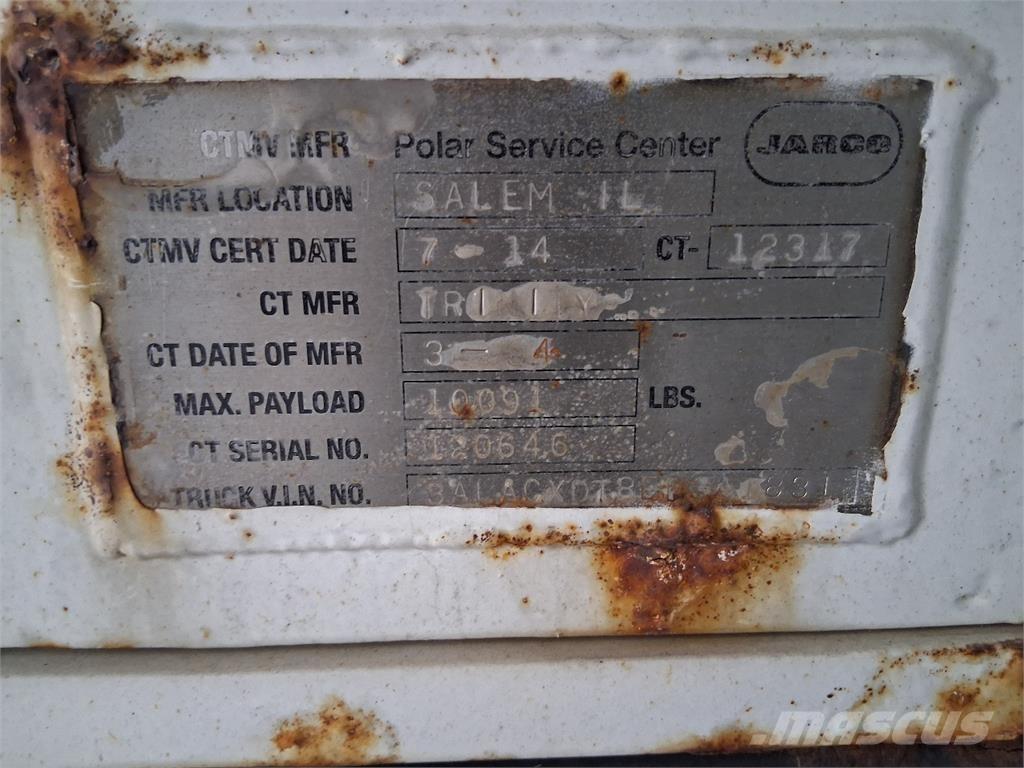 CTMV MFR Polar Service Center JARCO
MFR LOCATION SALEM IL
CTMV CERT DATE 7 - 14 CT- 12317
CT MFR
CT DATE OF MFR
MAX. PAYLOAD 10091 LBS.
CT SERIAL NO. 120646
TRUCK V.I.N. NO.
mascus